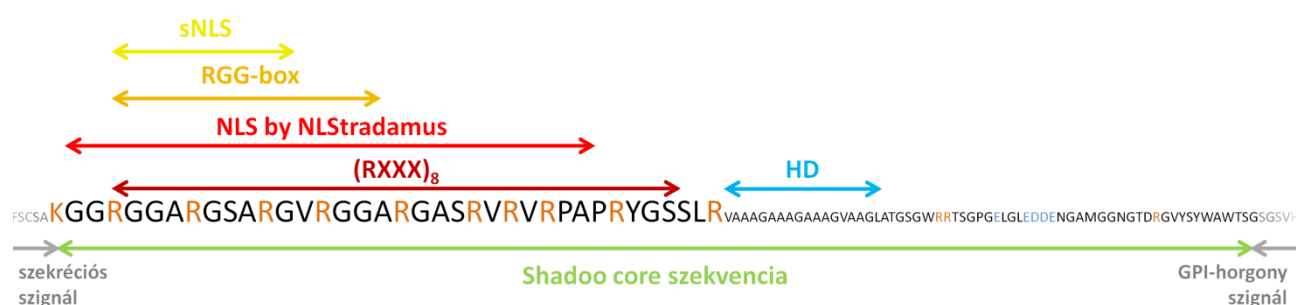 sNLS
RGG-box
NLS by NLStradamus
(RXXX)8
HD
FSCSAKGGRGGARGSARGVRGGARGASRVRVRPAPRYGSSLRVAAAGAAAGAAAGVAAGLATGSGWRRTSGPGELGLEDDENGAMGGNGTDRGVYSYWAWTSGSGSVH
szekréciós
szignál
Shadoo core szekvencia
GPI-horgony
szignál